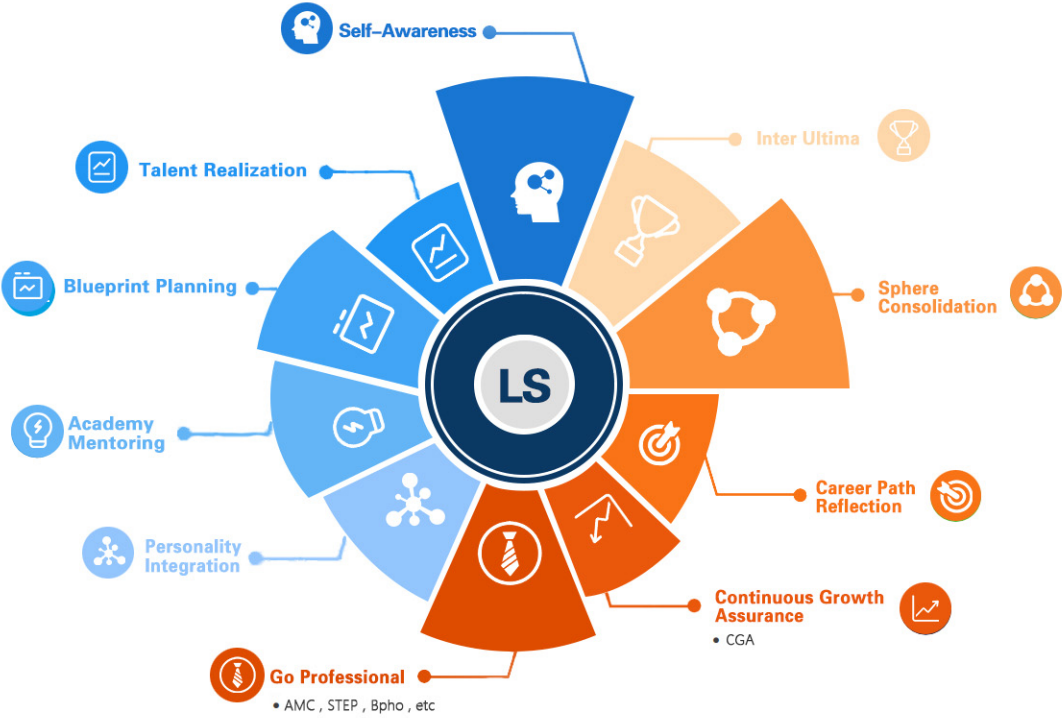 Self-Awareness
Inter Ultima
Talent Realization
Blueprint Planning
Sphere
Consolidation
LS
Academy
Mentoring
Career Path
Reflection
Personality
Integration
Continuous Growth
Assurance
• CGA
Go Professional
• AMC , STEP , Bpho , etc